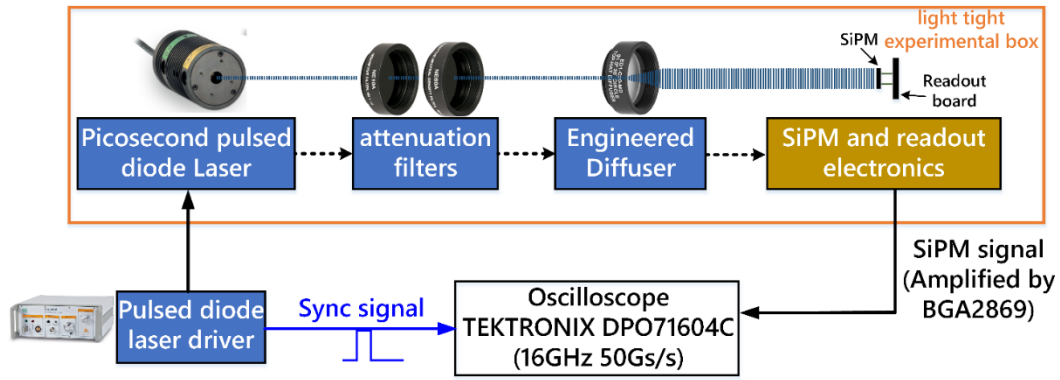 light tight
experimental box
SiPM
Readout
board
Picosecond pulsed
diode Laser
attenuation
filters
Engineered
Diffuser
SiPM and readout
electronics
SiPM signal
(Amplified by
BGA2869)
Pulsed diode
laser driver
Sync signal
Oscilloscope
TEKTRONIX DPO71604C
(16GHz 50Gs/s)